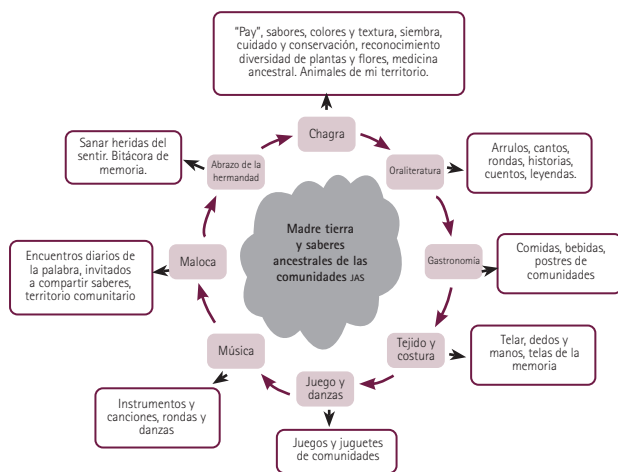 "Pay", sabores, colores y textura, siembra,
cuidado y conservación, reconocimiento
diversidad de plantas y flores, medicina
ancestral. Animales de mi territorio.
Chagra
Sanar heridas del
sentir. Bitácora de
memoria.
Abrazo de la
hermandad
Oraliteratura
Arrullos, cantos,
rondas, historias,
cuentos, leyendas.
Madre tierra
y saberes
ancestrales de las
comunidades JAS
Encuentros diarios de
la palabra, invitados
a compartir saberes,
territorio comunitario
Maloca
Gastronomía
Comidas, bebidas,
postres de
comunidades
Música
Tejido y
costura
Telar, dedos y
manos, telas de la
memoria
Juego y
danzas
Instrumentos y
canciones, rondas y
danzas
Juegos y juguetes
de comunidades